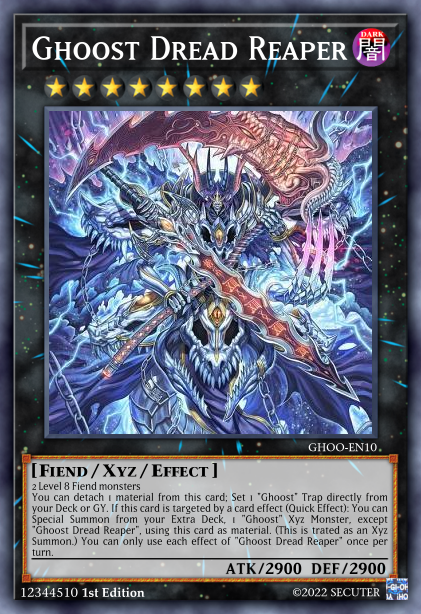 GHOOST DREAD REAPER
DARK
闇
GHOO-EN10
[FIEND / XYZ / EFFECT]
2 Level 8 Fiend monsters
You can detach 1 material from this card; Set 1 "Ghoost" Trap directly
from your Deck or GY. If this card is targeted by a card effect (Quick Effect): You can
Special Summon from your Extra Deck, 1 "Ghoost" Xyz Monster, except
"Ghoost Dread Reaper", using this card as material. (This is trated as an Xyz
Summon.) You can only use each effect of "Ghoost Dread Reaper" once per
turn.
ATK/2900 DEF/2900
12344510 1st Edition
©2022 SECUTER